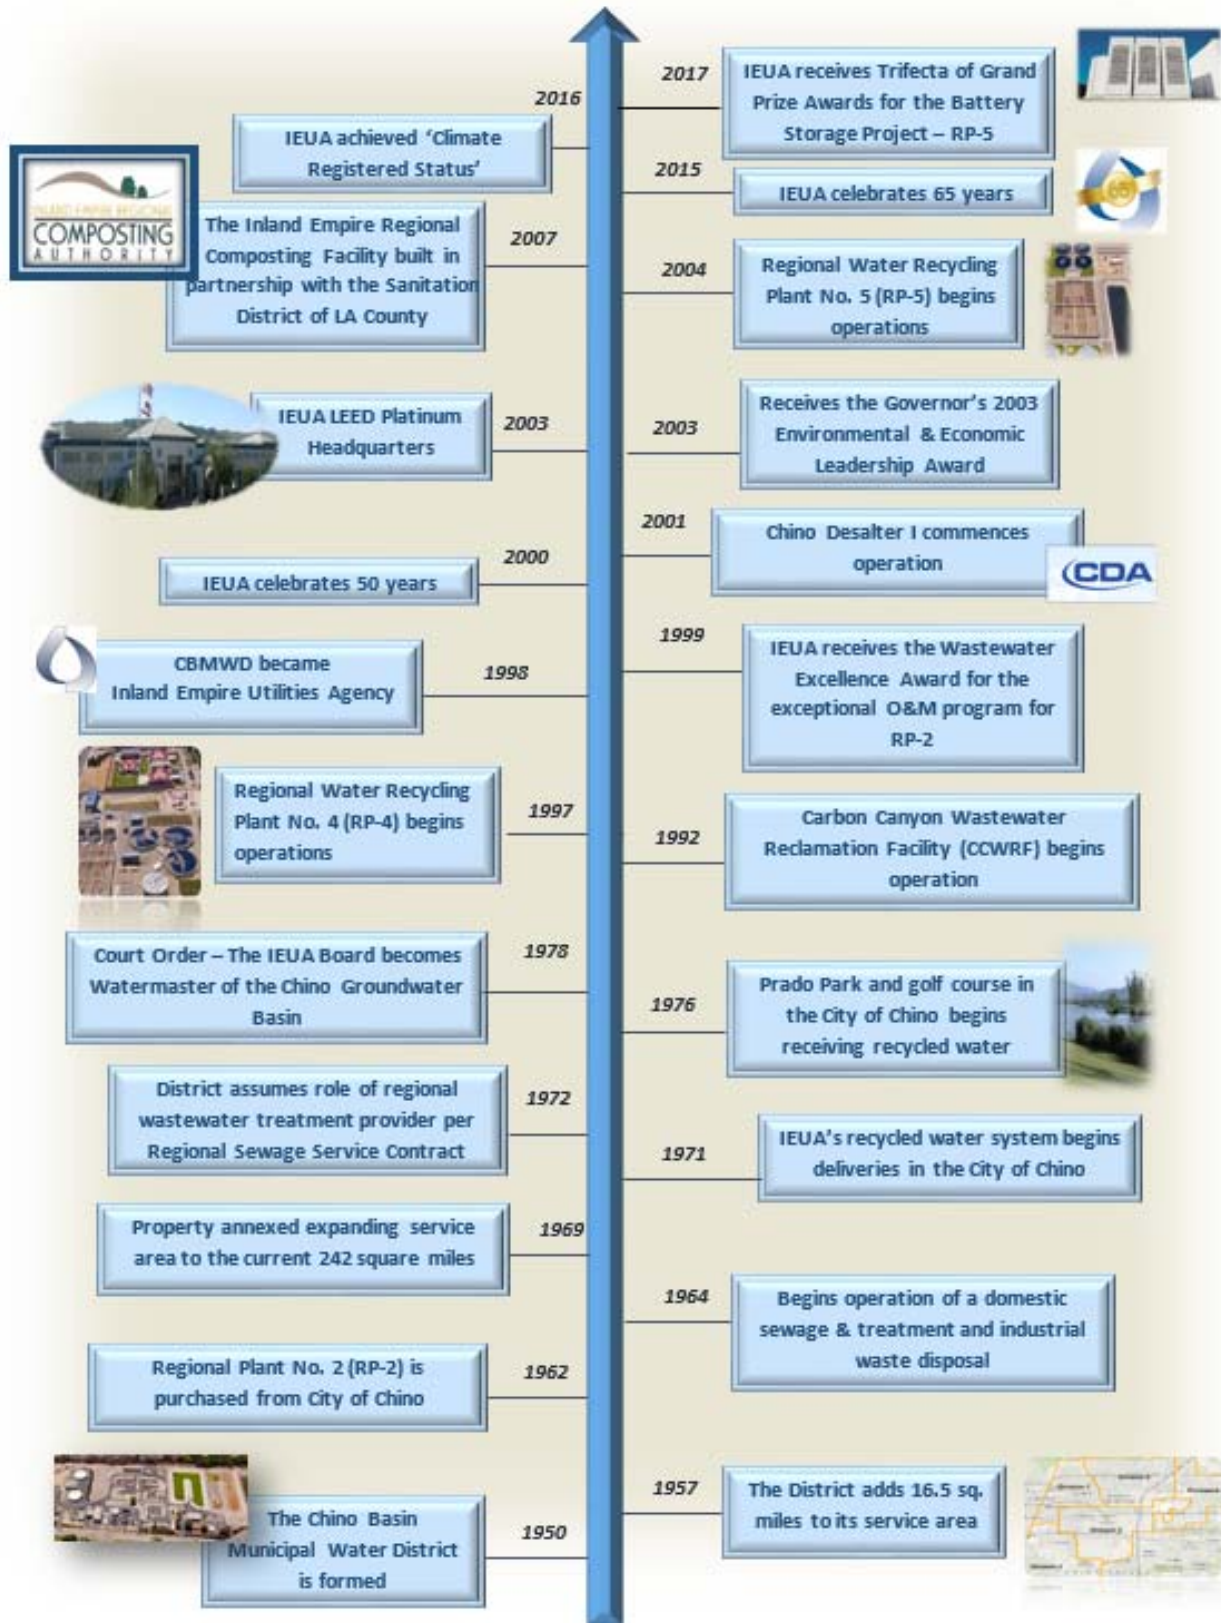 2017
IEUA receives Trifecta of Grand
Prize Awards for the Battery
Storage Project – RP-5
2016
IEUA achieved ‘Climate
Registered Status’
2015
IEUA celebrates 65 years
65
INLAND EMPIRE REGIONAL
COMPOSTING
AUTHORITY
2007
The Inland Empire Regional
Composting Facility built in
partnership with the Sanitation
District of LA County
2004
Regional Water Recycling
Plant No. 5 (RP-5) begins
operations
2003
IEUA LEED Platinum
Headquarters
2003
Receives the Governor’s 2003
Environmental & Economic
Leadership Award
2001
Chino Desalter I commences
operation
CDA
2000
IEUA celebrates 50 years
1999
IEUA receives the Wastewater
Excellence Award for the
exceptional O&M program for
RP-2
1998
CBMWD became
Inland Empire Utilities Agency
1997
Regional Water Recycling
Plant No. 4 (RP-4) begins
operations
1992
Carbon Canyon Wastewater
Reclamation Facility (CCWRF) begins
operation
1978
Court Order – The IEUA Board becomes
Watermaster of the Chino Groundwater
Basin
1976
Prado Park and golf course in
the City of Chino begins
receiving recycled water
1972
District assumes role of regional
wastewater treatment provider per
Regional Sewage Service Contract
1971
IEUA’s recycled water system begins
deliveries in the City of Chino
1969
Property annexed expanding service
area to the current 242 square miles
1964
Begins operation of a domestic
sewage & treatment and industrial
waste disposal
1962
Regional Plant No. 2 (RP-2) is
purchased from City of Chino
1957
The District adds 16.5 sq.
miles to its service area
1950
The Chino Basin
Municipal Water District
is formed